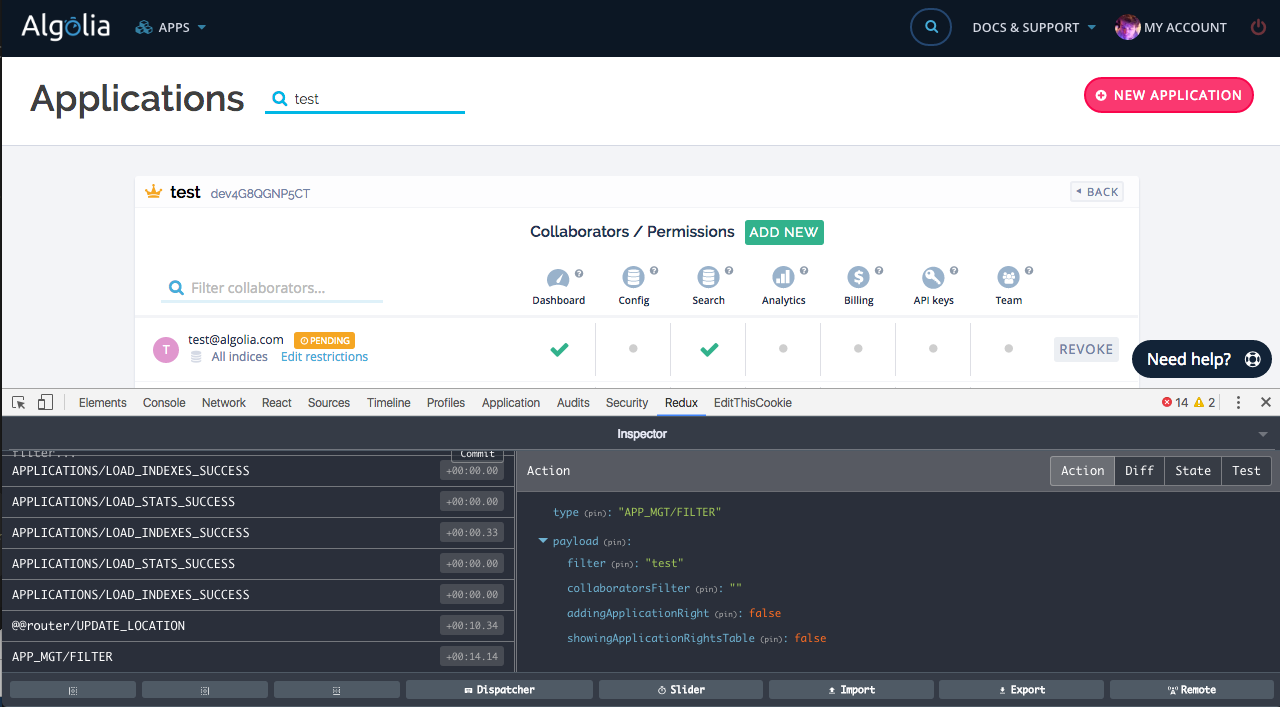 Algolia APPS DOCS & SUPPORT MY ACCOUNT
Applications test NEW APPLICATION
test dev4G8QGNP5CT BACK
Collaborators / Permissions ADD NEW
Filter collaborators...
? ? ? ? ? ? ?
Dashboard Config Search Analytics Billing API keys Team
T test@algolia.com PENDING
All indices Edit restrictions
REVOKE
Need help?
Elements Console Network React Sources Timeline Profiles Application Audits Security Redux EditThisCookie 14 2
Inspector
filter... Commit
APPLICATIONS/LOAD_INDEXES_SUCCESS +00:00.00
APPLICATIONS/LOAD_STATS_SUCCESS +00:00.00
APPLICATIONS/LOAD_INDEXES_SUCCESS +00:00.33
APPLICATIONS/LOAD_STATS_SUCCESS +00:00.00
APPLICATIONS/LOAD_INDEXES_SUCCESS +00:00.00
@@router/UPDATE_LOCATION +00:10.34
APP_MGT/FILTER +00:14.14
Action Action Diff State Test
type (pin): "APP_MGT/FILTER"
payload (pin):
filter (pin): "test"
collaboratorsFilter (pin): ""
addingApplicationRight (pin): false
showingApplicationRightsTable (pin): false
Dispatcher Slider Import Export Remote